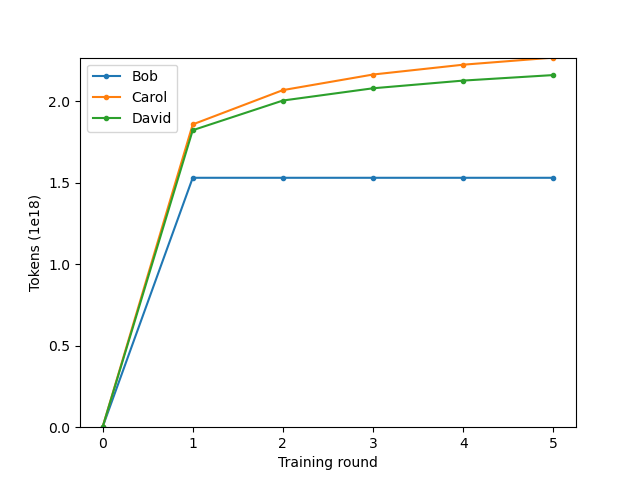 Bob
Carol
David
2.0
1.5
1.0
0.5
0.0
Tokens (1e18)
0 1 2 3 4 5
Training round